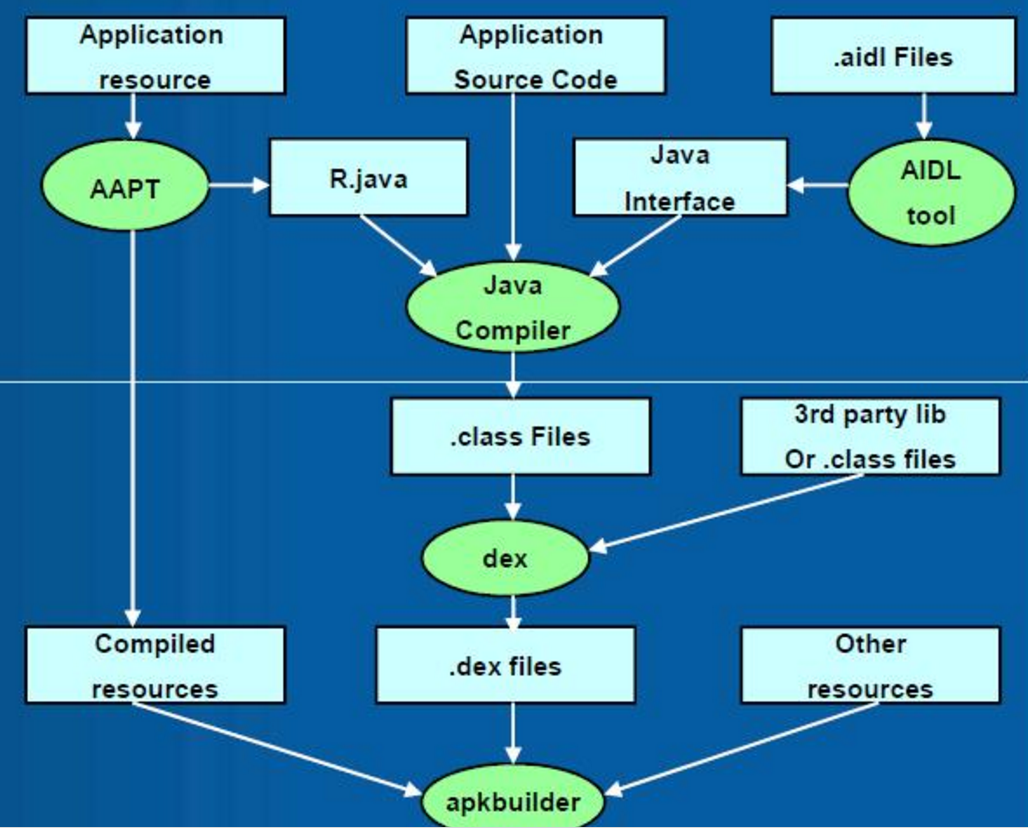 Application
resource
Application
Source Code
.aidl Files
AAPT
R.java
Java
Interface
AIDL
tool
Java
Compiler
.class Files
3rd party lib
Or .class files
dex
Compiled
resources
.dex files
Other
resources
apkbuilder